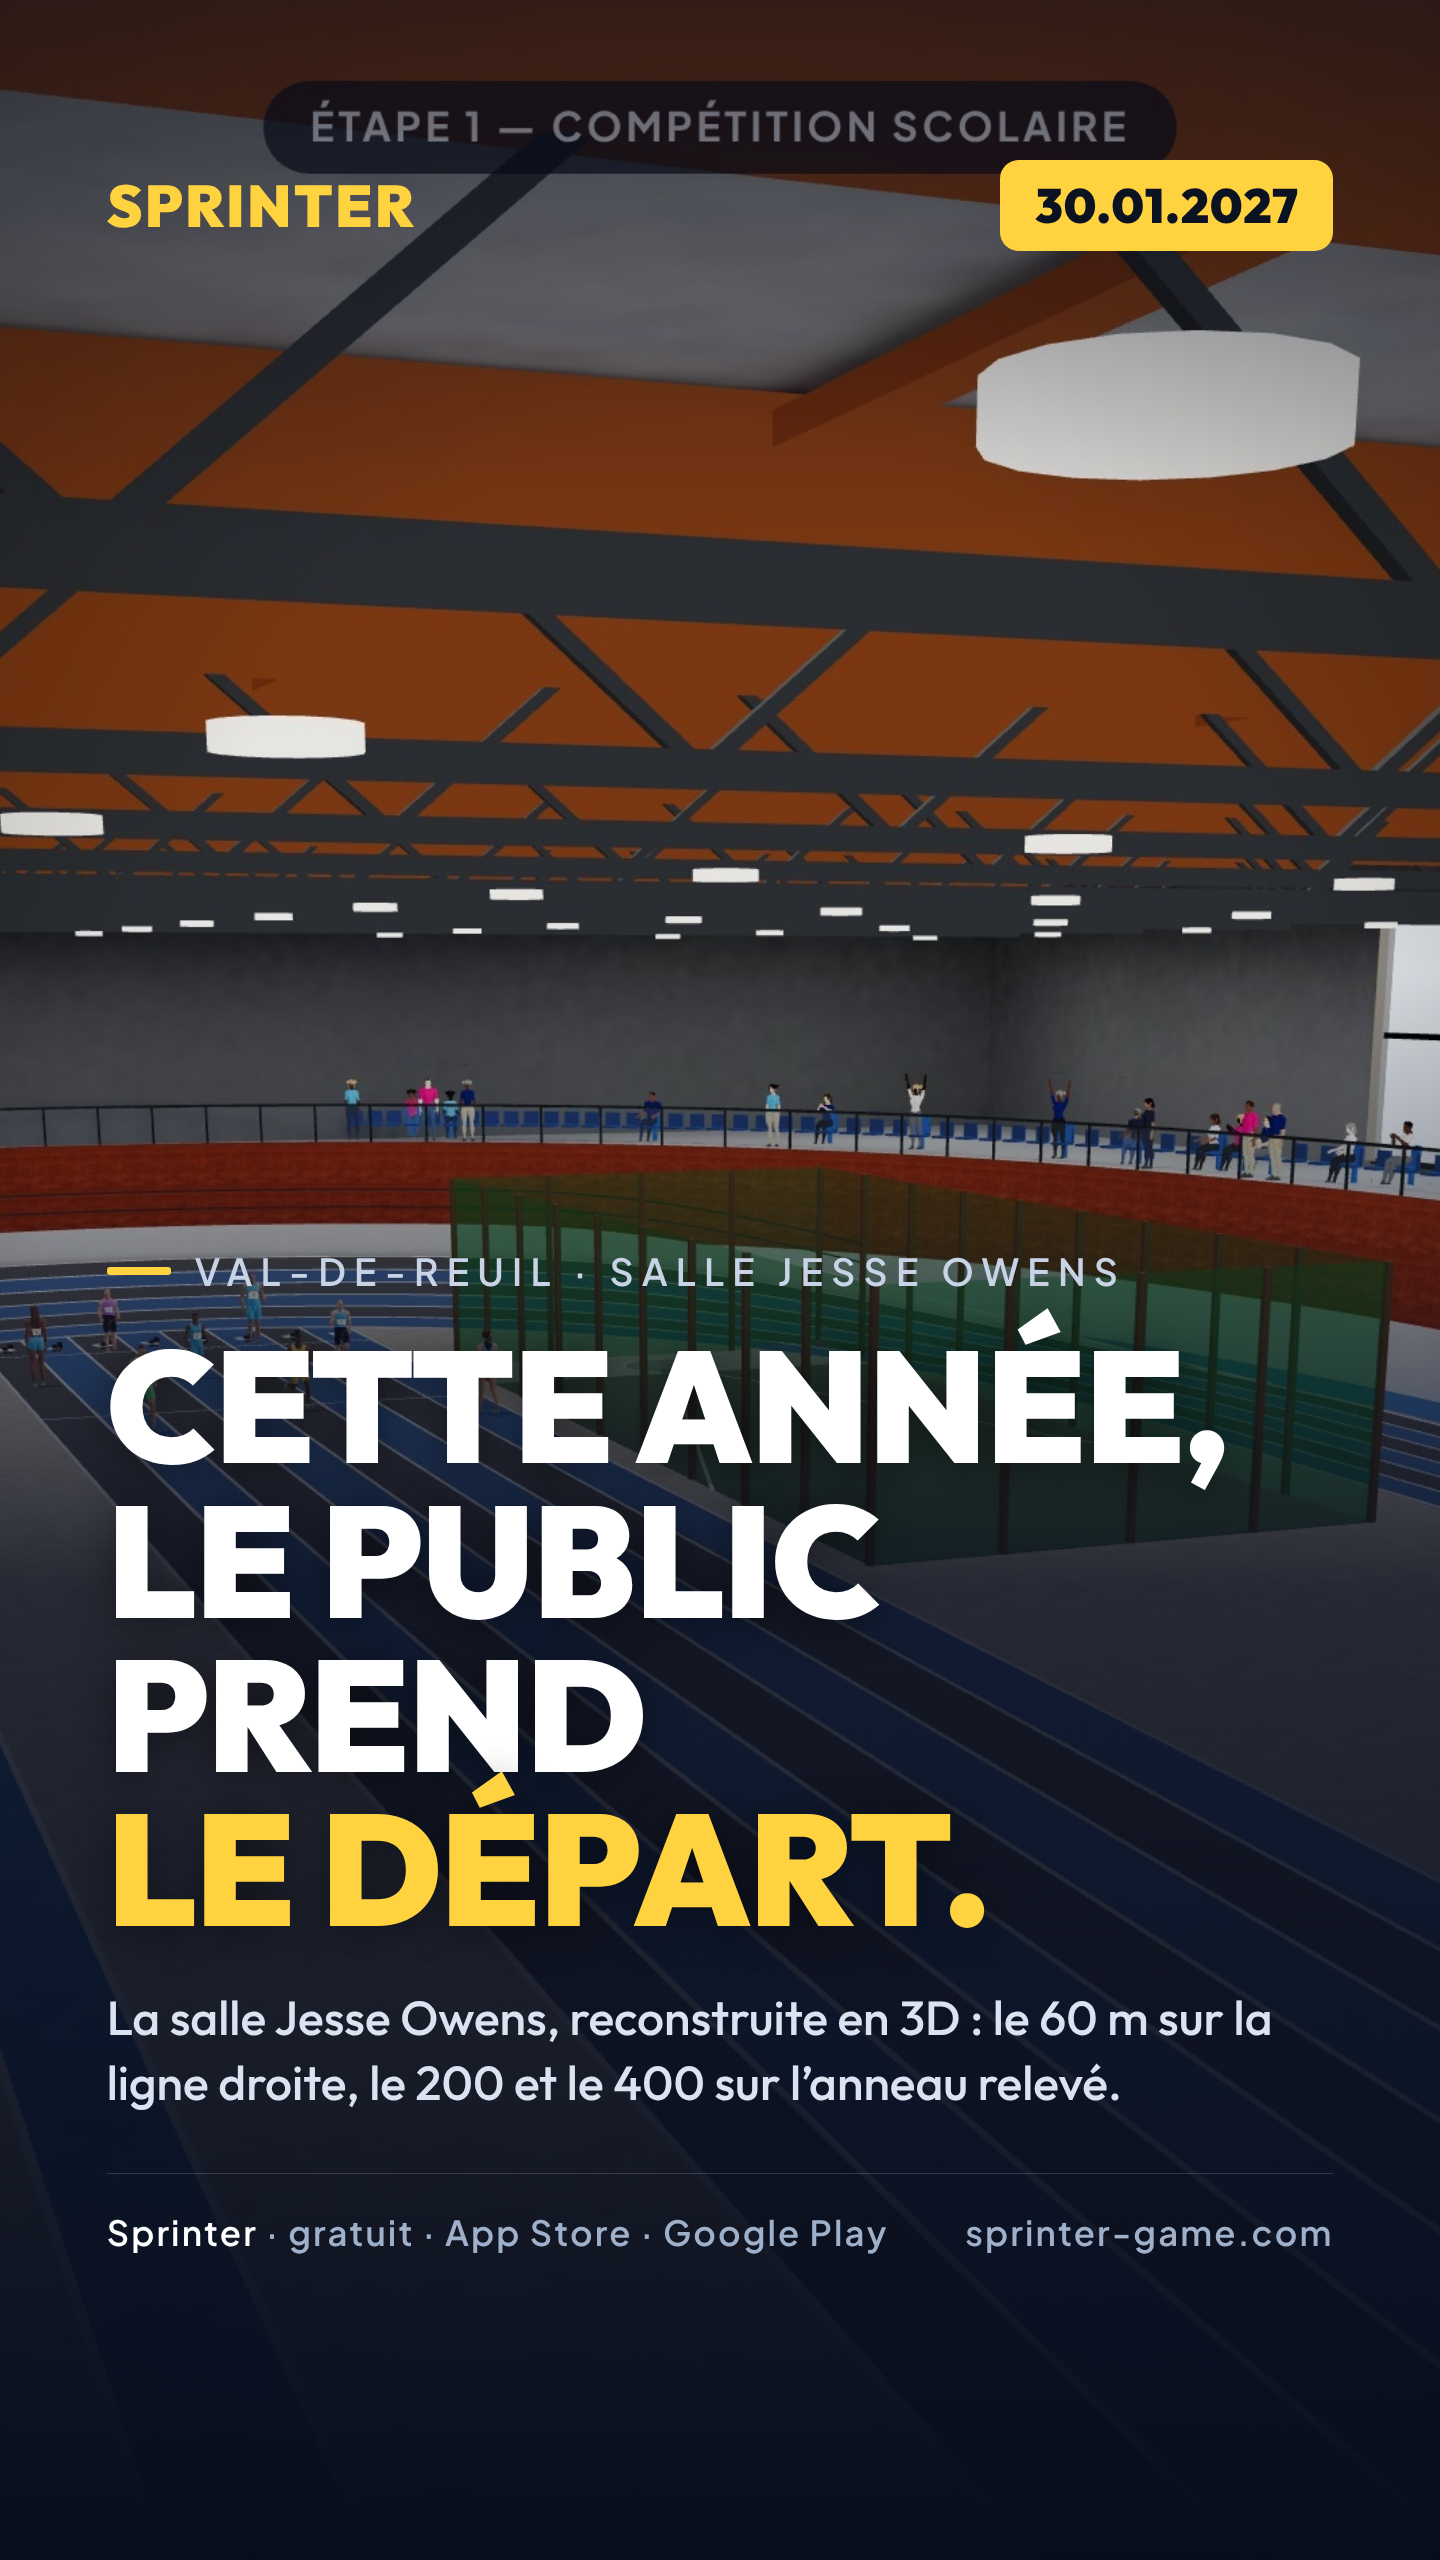 ÉTAPE 1 — COMPÉTITION SCOLAIRE
SPRINTER
30.01.2027
VAL-DE-REUIL · SALLE JESSE OWENS
CETTE ANNÉE,
LE PUBLIC
PREND
LE DÉPART.
La salle Jesse Owens, reconstruite en 3D : le 60 m sur la
ligne droite, le 200 et le 400 sur l’anneau relevé.
Sprinter · gratuit · App Store · Google Play
sprinter-game.com